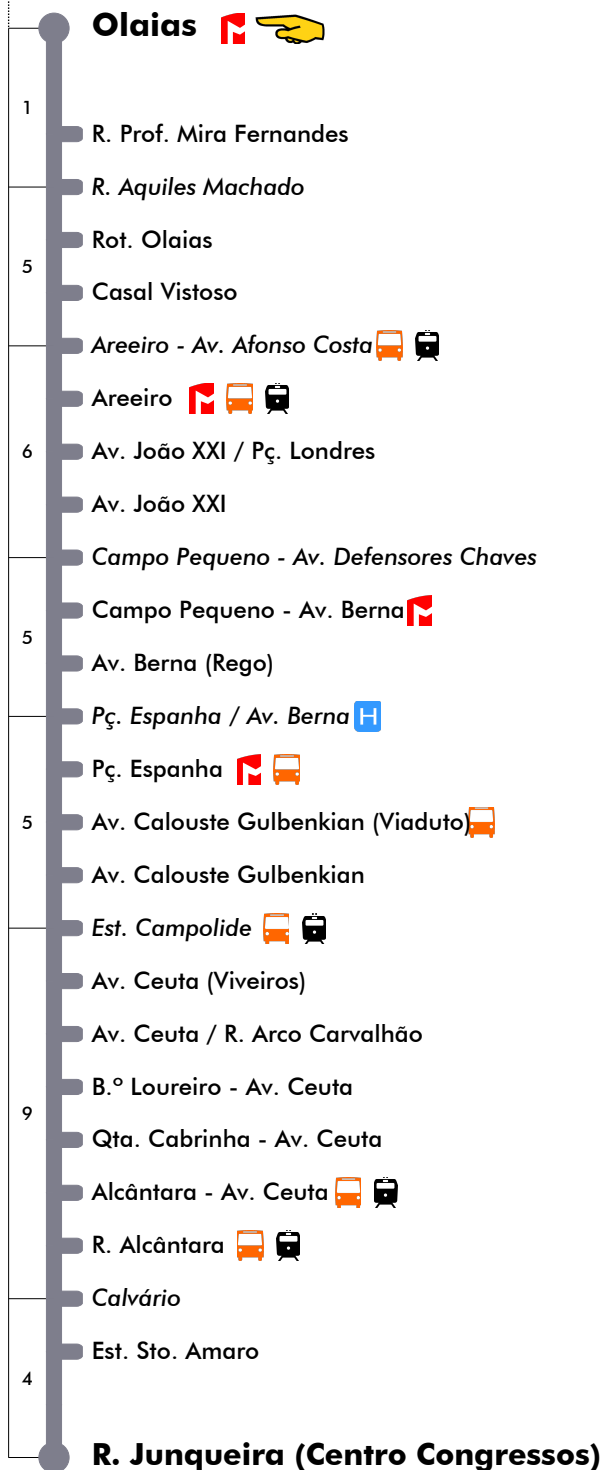 Olaias
1
R. Prof. Mira Fernandes
R. Aquiles Machado
Rot. Olaias
5
Casal Vistoso
Areeiro - Av. Afonso Costa
Areeiro
6
Av. João XXI / Pç. Londres
Av. João XXI
Campo Pequeno - Av. Defensores Chaves
Campo Pequeno - Av. Berna
5
Av. Berna (Rego)
Pç. Espanha / Av. Berna H
Pç. Espanha
5
Av. Calouste Gulbenkian (Viaduto)
Av. Calouste Gulbenkian
Est. Campolide
Av. Ceuta (Viveiros)
Av. Ceuta / R. Arco Carvalhão
B.º Loureiro - Av. Ceuta
9
Qta. Cabrinha - Av. Ceuta
Alcântara - Av. Ceuta
R. Alcântara
Calvário
Est. Sto. Amaro
4
R. Junqueira (Centro Congressos)